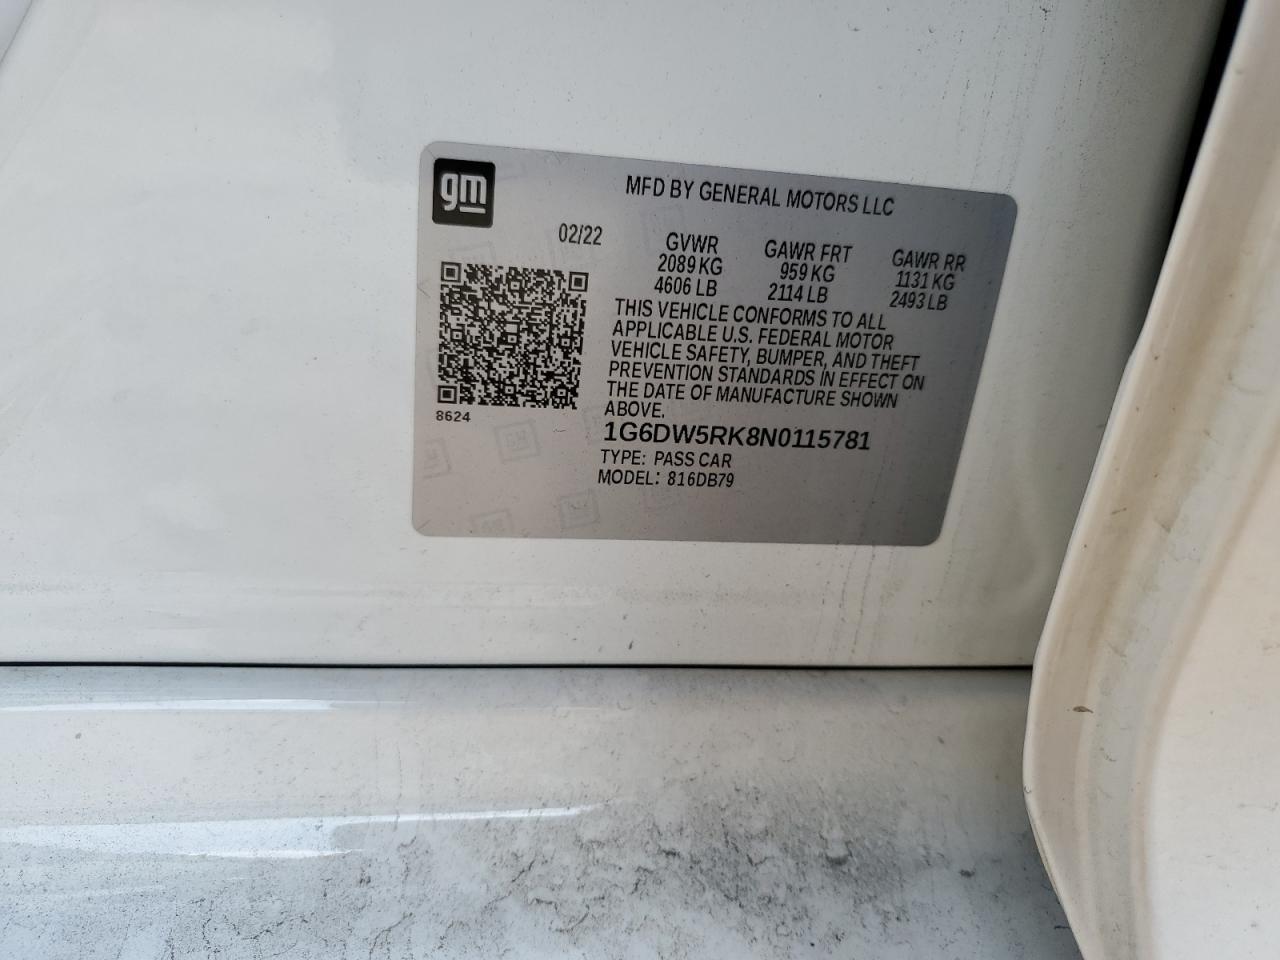 gm
MFD BY GENERAL MOTORS LLC
02/22
GVWR GAWR FRT GAWR RR
2089 KG 959 KG 1131 KG
4606 LB 2114 LB 2493 LB
THIS VEHICLE CONFORMS TO ALL
APPLICABLE U.S. FEDERAL MOTOR
VEHICLE SAFETY, BUMPER, AND THEFT
PREVENTION STANDARDS IN EFFECT ON
THE DATE OF MANUFACTURE SHOWN
ABOVE.
8624
1G6DW5RK8N0115781
TYPE: PASS CAR
MODEL: 816DB79